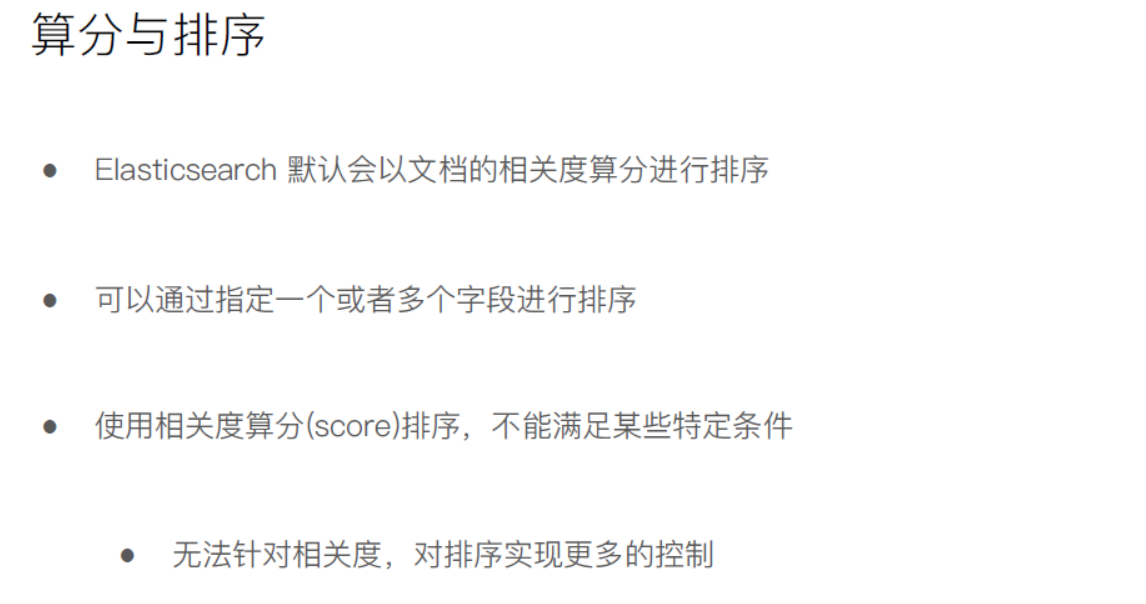 算分与排序
● Elasticsearch 默认会以文档的相关度算分进行排序
● 可以通过指定一个或者多个字段进行排序
● 使用相关度算分(score)排序，不能满足某些特定条件
● 无法针对相关度，对排序实现更多的控制